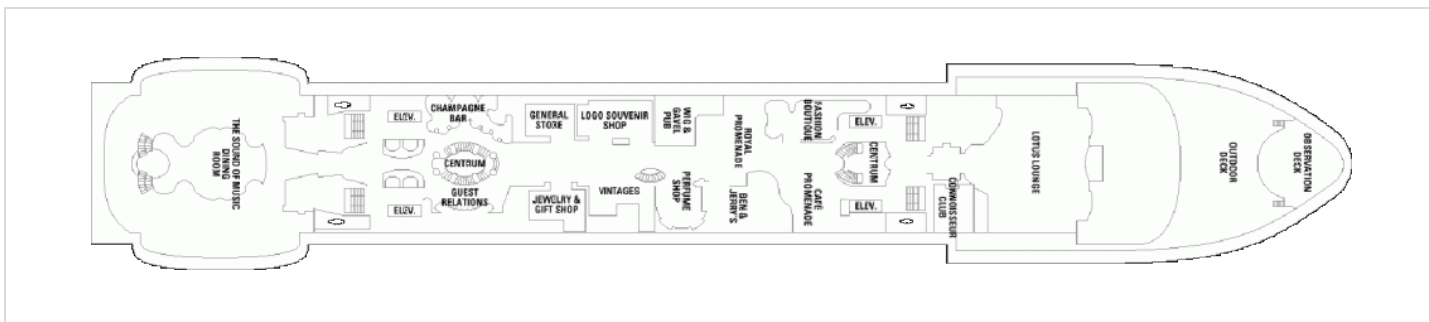 THE SOUND OF MUSIC
DINING
ROOM
ELEV.
CHAMPAGNE
BAR
CENTRUM
GUEST
RELATIONS
ELEV.
GENERAL
STORE
LOGO SOUVENIR
SHOP
JEWELRY &
GIFT SHOP
VINTAGES
WIG &
GAVEL
PUB
PERFUME
SHOP
ROYAL
PROMENADE
BEN &
JERRY'S
FASHION
BOUTIQUE
CAFÉ
PROMENADE
ELEV.
CENTRUM
ELEV.
CONNOISSEUR
CLUB
LOTUS LOUNGE
OUTDOOR
DECK
OBSERVATION
DECK